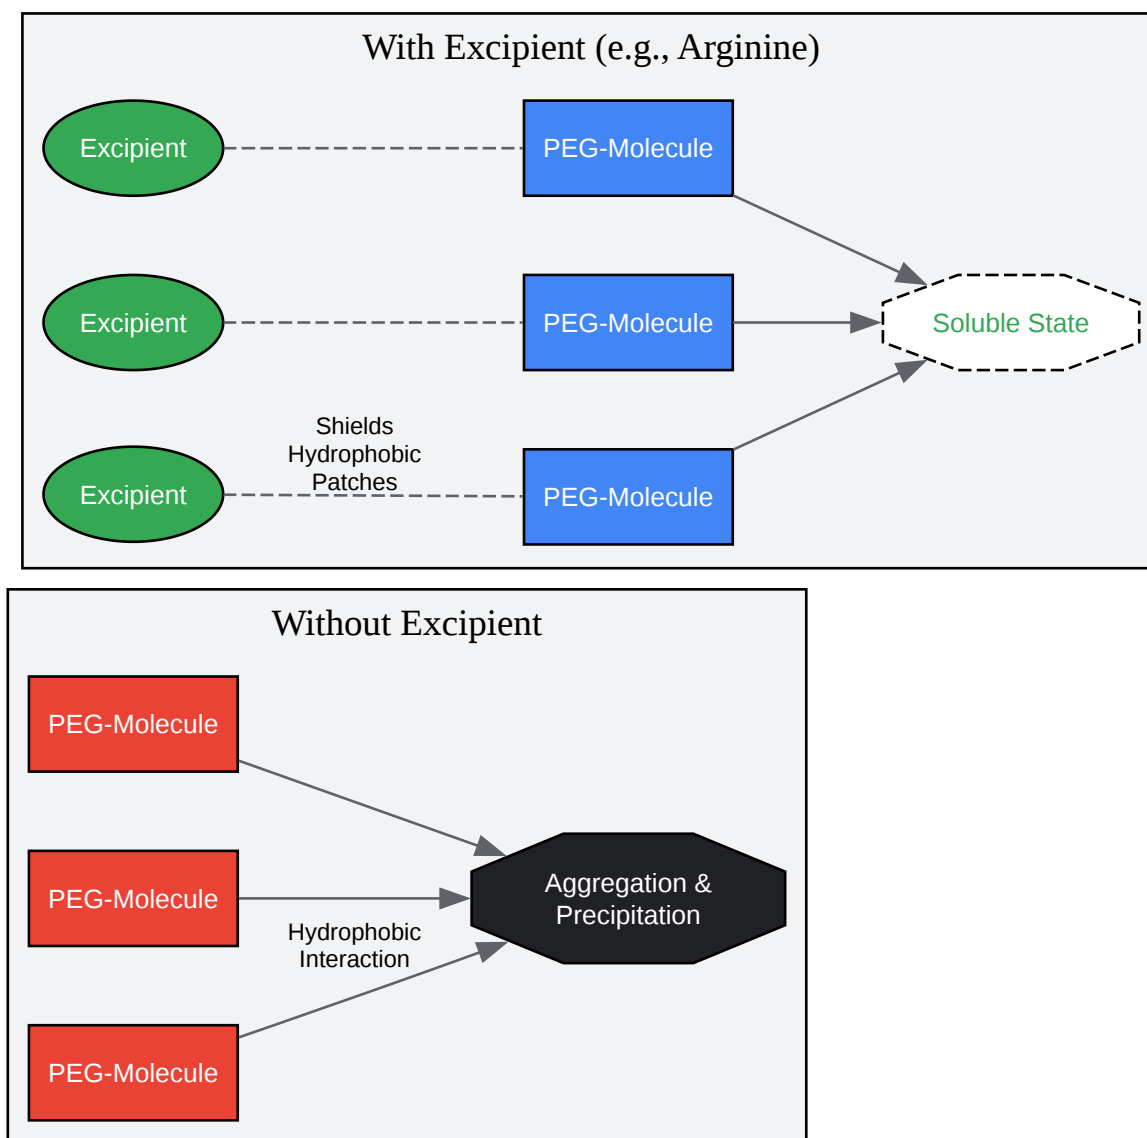 With Excipient (e.g., Arginine)
Excipient
PEG-Molecule
Excipient
PEG-Molecule
Soluble State
Shields
Hydrophobic
Patches
Excipient
PEG-Molecule
Without Excipient
PEG-Molecule
PEG-Molecule
Aggregation &
Precipitation
Hydrophobic
Interaction
PEG-Molecule